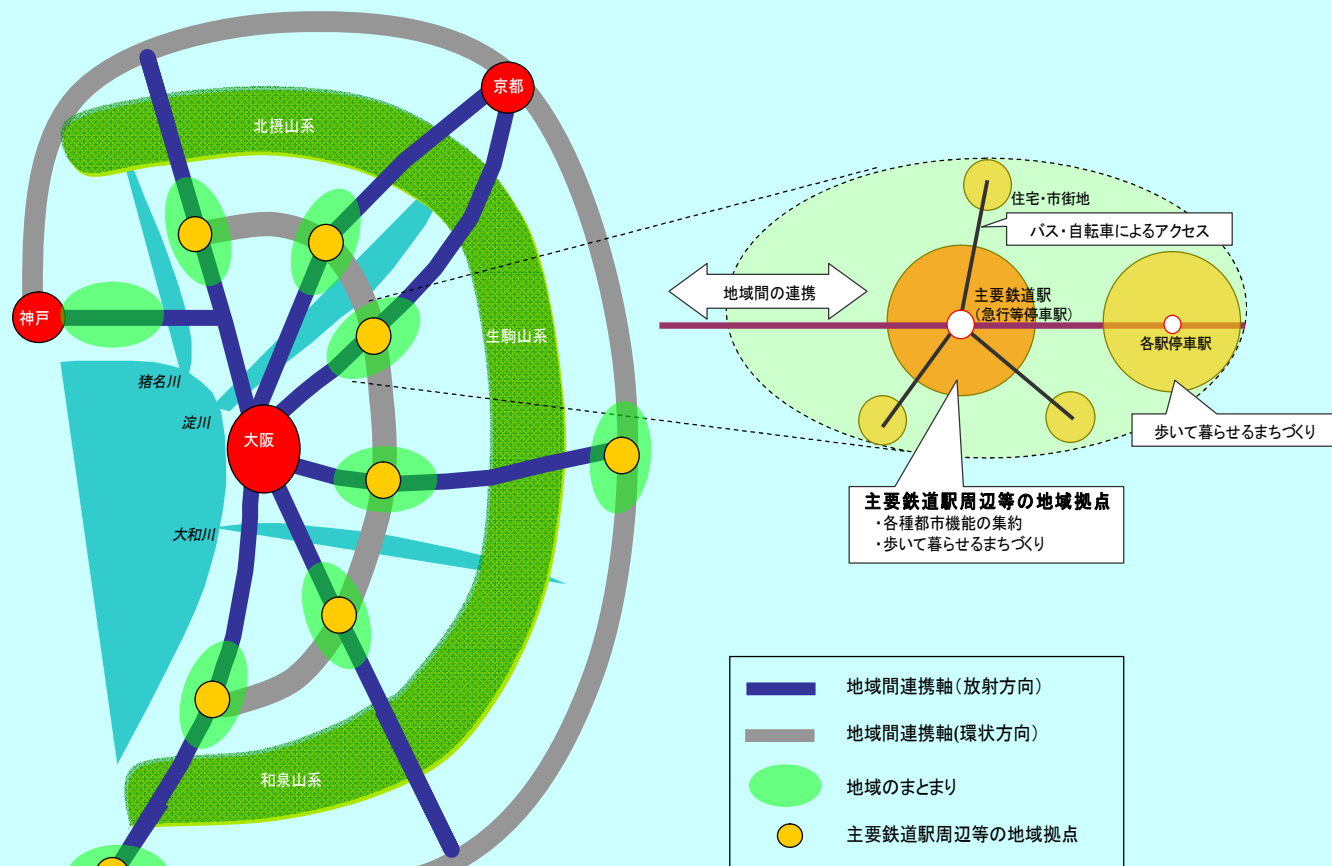 京都
北摂山系
神戸
生駒山系
猪名川
淀川
大阪
大和川
和泉山系
住宅・市街地
バス・自転車によるアクセス
地域間の連携
主要鉄道駅
（急行等停車駅）
各駅停車駅
歩いて暮らせるまちづくり
主要鉄道駅周辺等の地域拠点
・各種都市機能の集約
・歩いて暮らせるまちづくり
地域間連携軸（放射方向）
地域間連携軸(環状方向）
地域のまとまり
主要鉄道駅周辺等の地域拠点